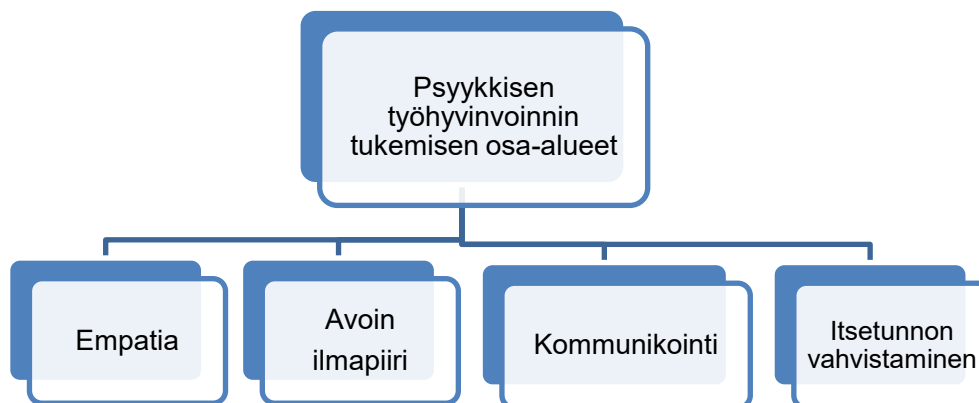 Psyykkisen
työhyvinvoinnin
tukemisen osa-alueet
Empatia
Avoin
ilmapiiri
Kommunikointi
Itsetunnon
vahvistaminen